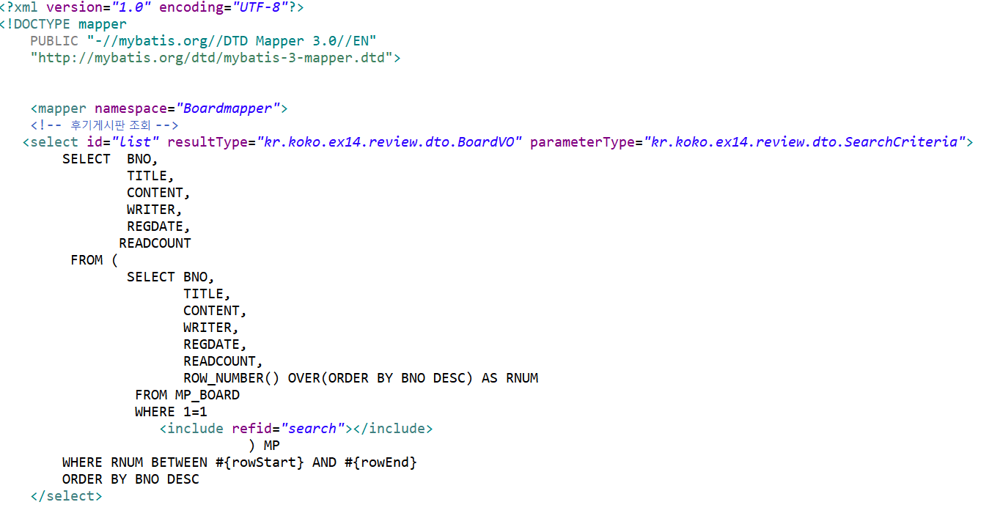 <?xml version="1.0" encoding="UTF-8"?>
<!DOCTYPE mapper
PUBLIC "-//mybatis.org//DTD Mapper 3.0//EN"
"http://mybatis.org/dtd/mybatis-3-mapper.dtd">
<mapper namespace="Boardmapper">
<!-- 후기게시판 조회 -->
<select id="list" resultType="kr.koko.ex14.review.dto.BoardVO" parameterType="kr.koko.ex14.review.dto.SearchCriteria">
SELECT BNO,
TITLE,
CONTENT,
WRITER,
REGDATE,
READCOUNT
FROM (
SELECT BNO,
TITLE,
CONTENT,
WRITER,
REGDATE,
READCOUNT,
ROW_NUMBER() OVER(ORDER BY BNO DESC) AS RNUM
FROM MP_BOARD
WHERE 1=1
<include refid="search"></include>
) MP
WHERE RNUM BETWEEN #{rowStart} AND #{rowEnd}
ORDER BY BNO DESC
</select>